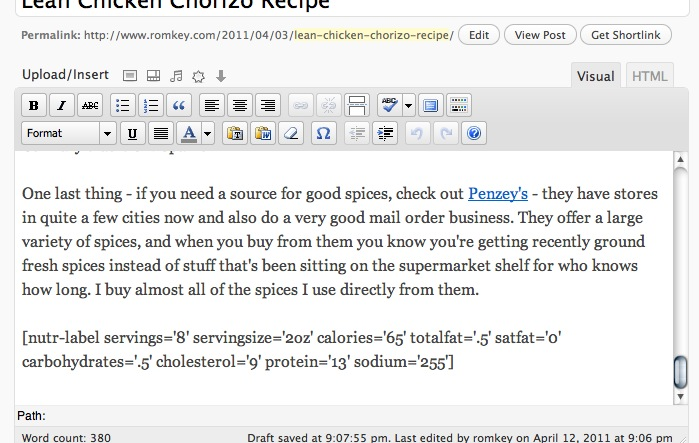 Lean Chicken Chorizo Recipe
Permalink: http://www.romkey.com/2011/04/03/lean-chicken-chorizo-recipe/ Edit View Post Get Shortlink
Upload/Insert Visual HTML
B I ABC ABC
Format U A T W Ω ?
One last thing - if you need a source for good spices, check out Penzey's - they have stores
in quite a few cities now and also do a very good mail order business. They offer a large
variety of spices, and when you buy from them you know you're getting recently ground
fresh spices instead of stuff that's been sitting on the supermarket shelf for who knows
how long. I buy almost all of the spices I use directly from them.
[nutr-label servings='8' servingsize='2oz' calories='65' totalfat='.5' satfat='0'
carbohydrates='.5' cholesterol='9' protein='13' sodium='255']
Path:
Word count: 380 Draft saved at 9:07:55 pm. Last edited by romkey on April 12, 2011 at 9:06 pm